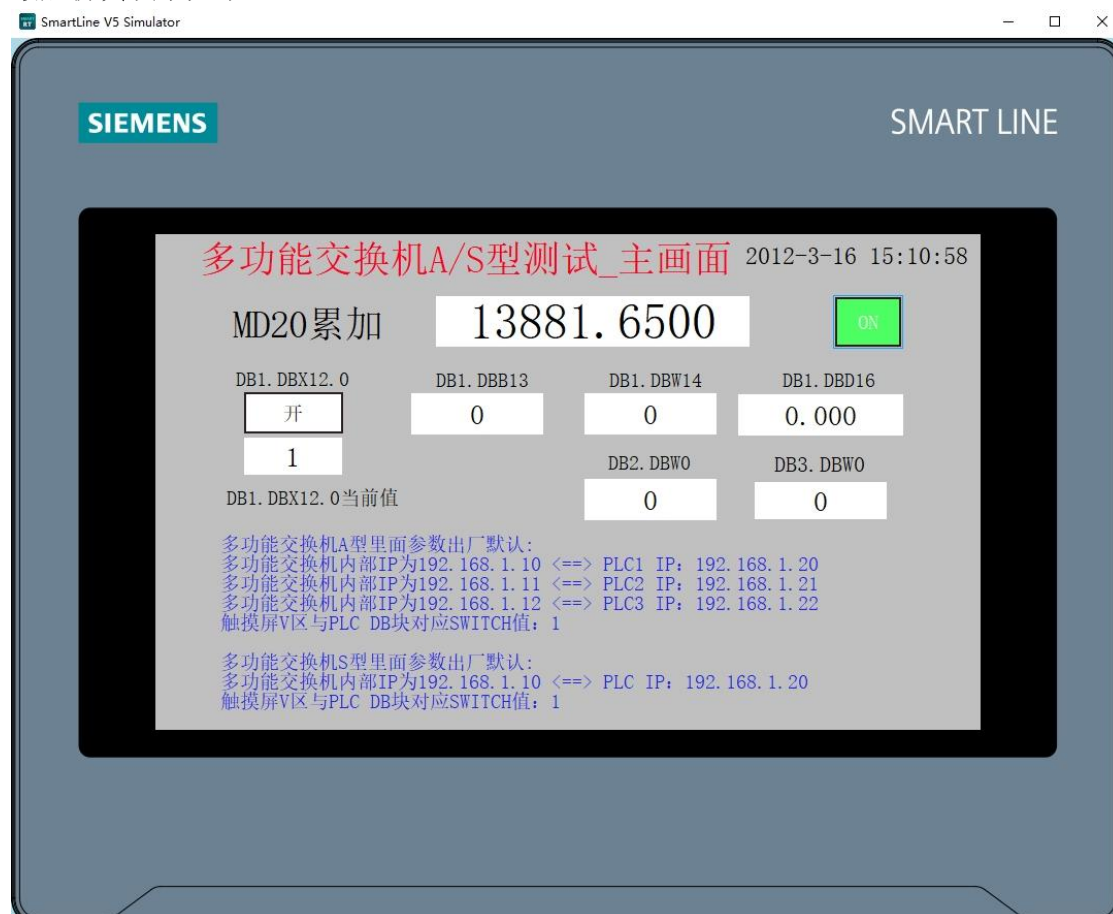 SmartLine V5 Simulator
SIEMENS
SMART LINE
多功能交换机A/S型测试_主画面 2012-3-16 15:10:58
MD20累加 13881.6500 ON
DB1.DBX12.0 DB1.DBB13 DB1.DBW14 DB1.DBD16
开 0 0 0.000
1 DB2.DBW0 DB3.DBW0
DB1.DBX12.0当前值 0 0
多功能交换机A型里面参数出厂默认:
多功能交换机内部IP为192.168.1.10 <==> PLC1 IP: 192.168.1.20
多功能交换机内部IP为192.168.1.11 <==> PLC2 IP: 192.168.1.21
多功能交换机内部IP为192.168.1.12 <==> PLC3 IP: 192.168.1.22
触摸屏V区与PLC DB块对应SWITCH值: 1
多功能交换机S型里面参数出厂默认:
多功能交换机内部IP为192.168.1.10 <==> PLC IP: 192.168.1.20
触摸屏V区与PLC DB块对应SWITCH值: 1